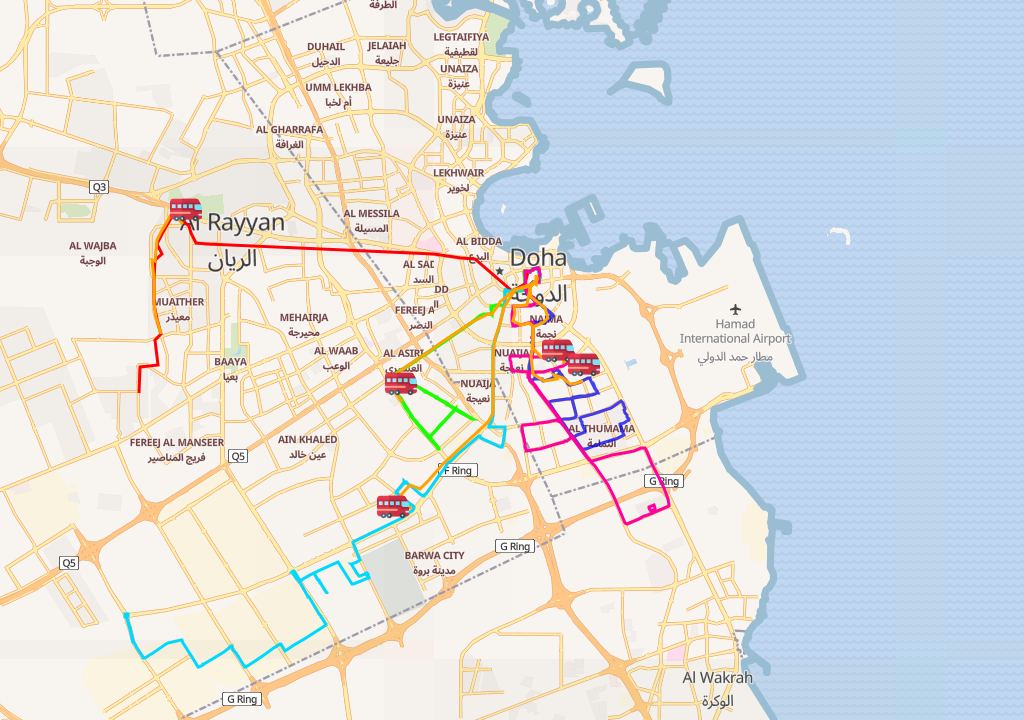 الطرفة
DUHAIL
الدحيل
JELAIAH
جليعة
LEGTAIFIYA
لقطيفية
UNAIZA
عنيزة
UMM LEKHBA
أم لخبا
UNAIZA
عنيزة
AL GHARRAFA
الغرافة
LEKHWAIR
لخوير
Q3
AL MESSILA
المسيلة
Al Rayyan
الريان
AL WAJBA
الوجبة
AL BIDDA
البدع
Doha
الدوحة
AL SAD
السد
DD
MUAITHER
معيذر
MEHAIRJA
محيرجة
FEREEJ A
النصر
NAJMA
نجمة
Hamad
International Airport
مطار حمد الدولي
BAAYA
بعيا
AL WAAB
الوعب
AL ASIRI
العسيري
NUAIJA
نعيجة
NUAIJA
نعيجة
FEREEJ AL MANSEER
فريج المناصير
AIN KHALED
عين خالد
AL THUMAMA
الثمامة
Q5
F Ring
G Ring
G Ring
BARWA CITY
مدينة بروة
Q5
Al Wakrah
الوكرة
G Ring